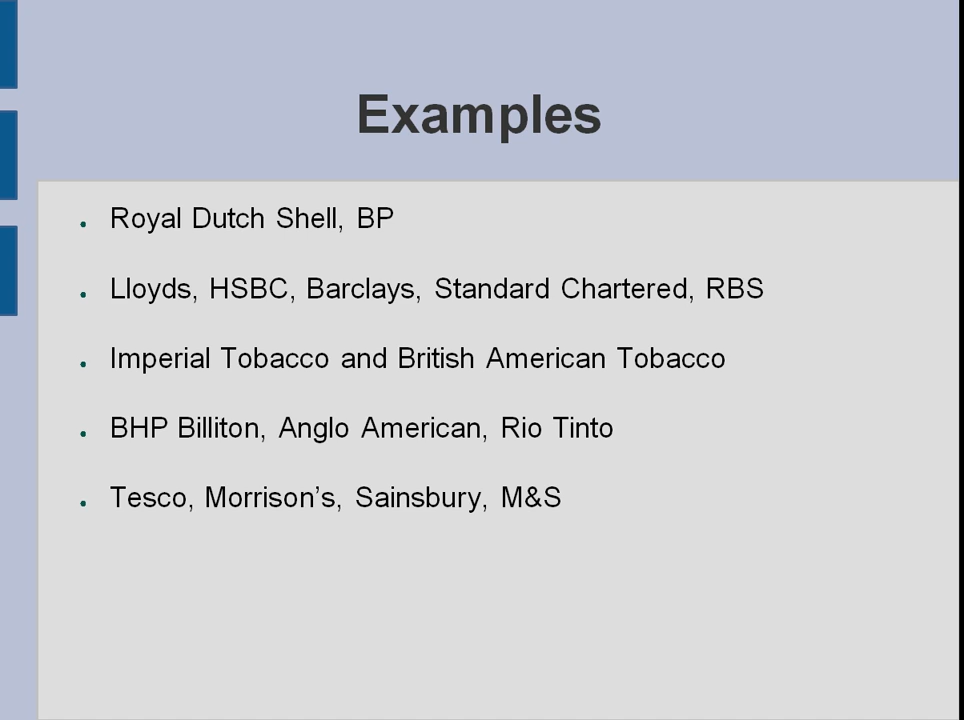 Examples
Royal Dutch Shell, BP
Lloyds, HSBC, Barclays, Standard Chartered, RBS
Imperial Tobacco and British American Tobacco
BHP Billiton, Anglo American, Rio Tinto
Tesco, Morrison’s, Sainsbury, M&S